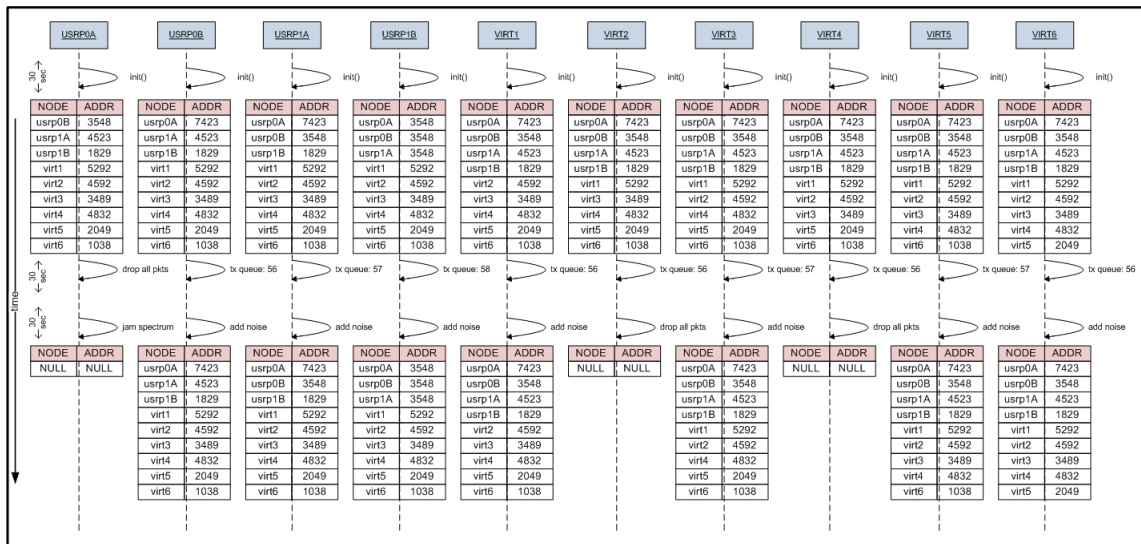 USRP0A USRP0B USRP1A USRP1B VIRT1 VIRT2 VIRT3 VIRT4 VIRT5 VIRT6
30 sec
init() init() init() init() init() init() init() init() init() init()
NODE ADDR NODE ADDR NODE ADDR NODE ADDR NODE ADDR NODE ADDR NODE ADDR NODE ADDR NODE ADDR NODE ADDR
usrp0B 3548 usrp0A 7423 usrp0A 7423 usrp0A 3548 usrp0A 7423 usrp0A 7423 usrp0A 7423 usrp0A 7423 usrp0A 7423 usrp0A 7423
usrp1A 4523 usrp1A 4523 usrp0B 3548 usrp0B 3548 usrp0B 3548 usrp0B 3548 usrp0B 3548 usrp0B 3548 usrp0B 3548 usrp0B 3548
usrp1B 1829 usrp1B 1829 usrp1B 1829 usrp1A 3548 usrp1A 4523 usrp1A 4523 usrp1A 4523 usrp1A 4523 usrp1A 4523 usrp1A 4523
virt1 5292 virt1 5292 virt1 5292 virt1 5292 usrp1B 1829 usrp1B 1829 usrp1B 1829 usrp1B 1829 usrp1B 1829 usrp1B 1829
virt2 4592 virt2 4592 virt2 4592 virt2 4592 virt2 4592 virt1 5292 virt1 5292 virt1 5292 virt1 5292 virt1 5292
virt3 3489 virt3 3489 virt3 3489 virt3 3489 virt3 3489 virt3 3489 virt2 4592 virt2 4592 virt2 4592 virt2 4592
virt4 4832 virt4 4832 virt4 4832 virt4 4832 virt4 4832 virt4 4832 virt4 4832 virt3 3489 virt3 3489 virt3 3489
virt5 2049 virt5 2049 virt5 2049 virt5 2049 virt5 2049 virt5 2049 virt5 2049 virt5 2049 virt4 4832 virt4 4832
virt6 1038 virt6 1038 virt6 1038 virt6 1038 virt6 1038 virt6 1038 virt6 1038 virt6 1038 virt6 1038 virt5 2049
30 sec
drop all pkts tx queue: 56 tx queue: 57 tx queue: 58 tx queue: 56 tx queue: 56 tx queue: 57 tx queue: 56 tx queue: 57 tx queue: 56
time
30 sec
jam spectrum add noise add noise add noise add noise drop all pkts add noise drop all pkts add noise add noise
NODE ADDR NODE ADDR NODE ADDR NODE ADDR NODE ADDR NODE ADDR NODE ADDR NODE ADDR NODE ADDR NODE ADDR
NULL NULL usrp0A 7423 usrp0A 7423 usrp0A 3548 usrp0A 7423 NULL NULL usrp0A 7423 NULL NULL usrp0A 7423 usrp0A 7423
usrp1A 4523 usrp0B 3548 usrp0B 3548 usrp0B 3548 usrp0B 3548 usrp0B 3548 usrp0B 3548
usrp1B 1829 usrp1B 1829 usrp1A 3548 usrp1A 4523 usrp1A 4523 usrp1A 4523 usrp1A 4523
virt1 5292 virt1 5292 virt1 5292 usrp1B 1829 usrp1B 1829 usrp1B 1829 usrp1B 1829
virt2 4592 virt2 4592 virt2 4592 virt2 4592 virt1 5292 virt1 5292 virt1 5292
virt3 3489 virt3 3489 virt3 3489 virt3 3489 virt2 4592 virt2 4592 virt2 4592
virt4 4832 virt4 4832 virt4 4832 virt4 4832 virt4 4832 virt3 3489 virt3 3489
virt5 2049 virt5 2049 virt5 2049 virt5 2049 virt5 2049 virt4 4832 virt4 4832
virt6 1038 virt6 1038 virt6 1038 virt6 1038 virt6 1038 virt6 1038 virt5 2049